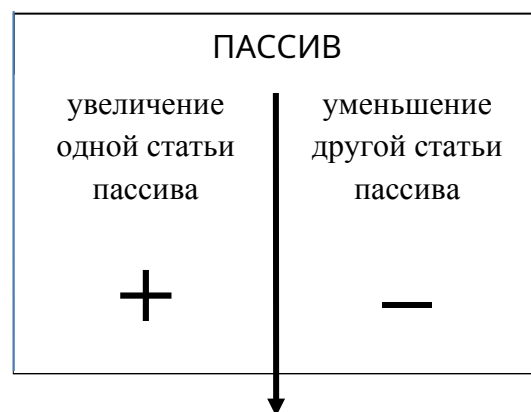 ПАССИВ
увеличение
одной статьи
пассива
уменьшение
другой статьи
пассива
+
–